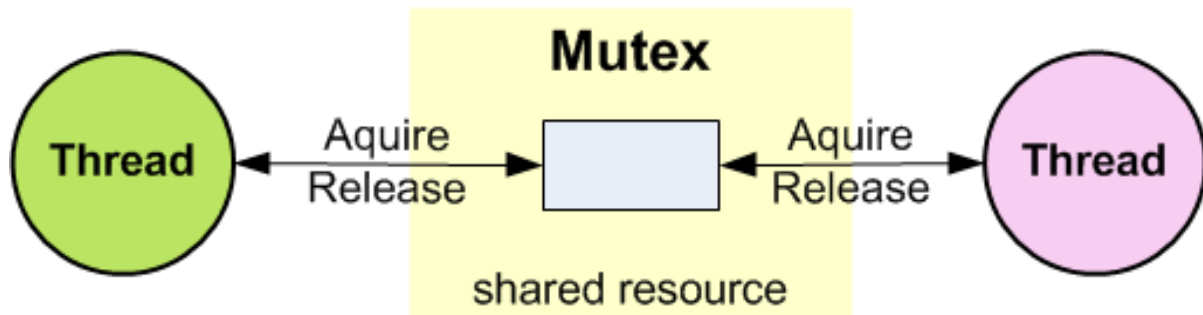 Mutex
Thread
Aquire
Release
Aquire
Release
Thread
shared resource